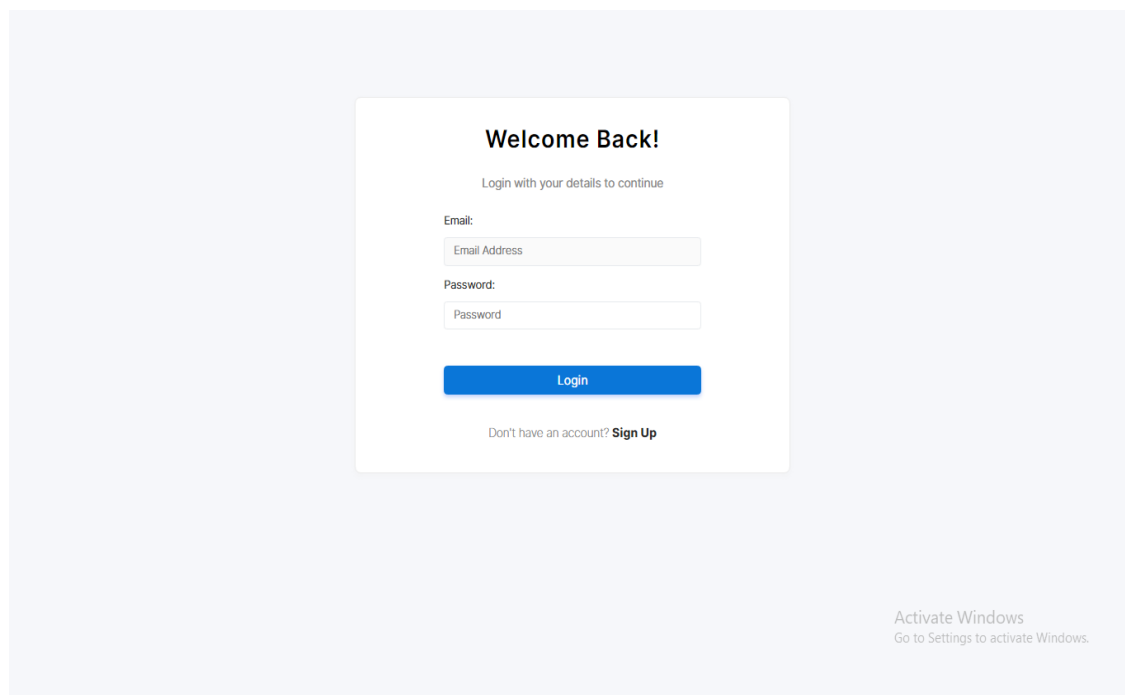 Welcome Back!
Login with your details to continue
Email:
Email Address
Password:
Password
Login
Don't have an account? Sign Up
Activate Windows
Go to Settings to activate Windows.